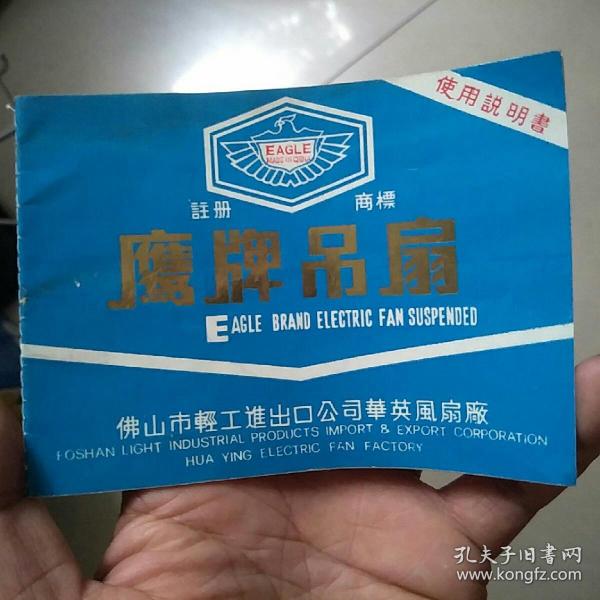 使用説明書
EAGLE
MADE IN CHINA
註册 商標
鷹牌吊扇
EAGLE BRAND ELECTRIC FAN SUSPENDED
佛山市輕工進出口公司華英風扇廠
FOSHAN LIGHT INDUSTRIAL PRODUCTS IMPORT & EXPORT CORPORATION
HUA YING ELECTRIC FAN FACTORY
孔夫子旧书网
www.kongfz.com